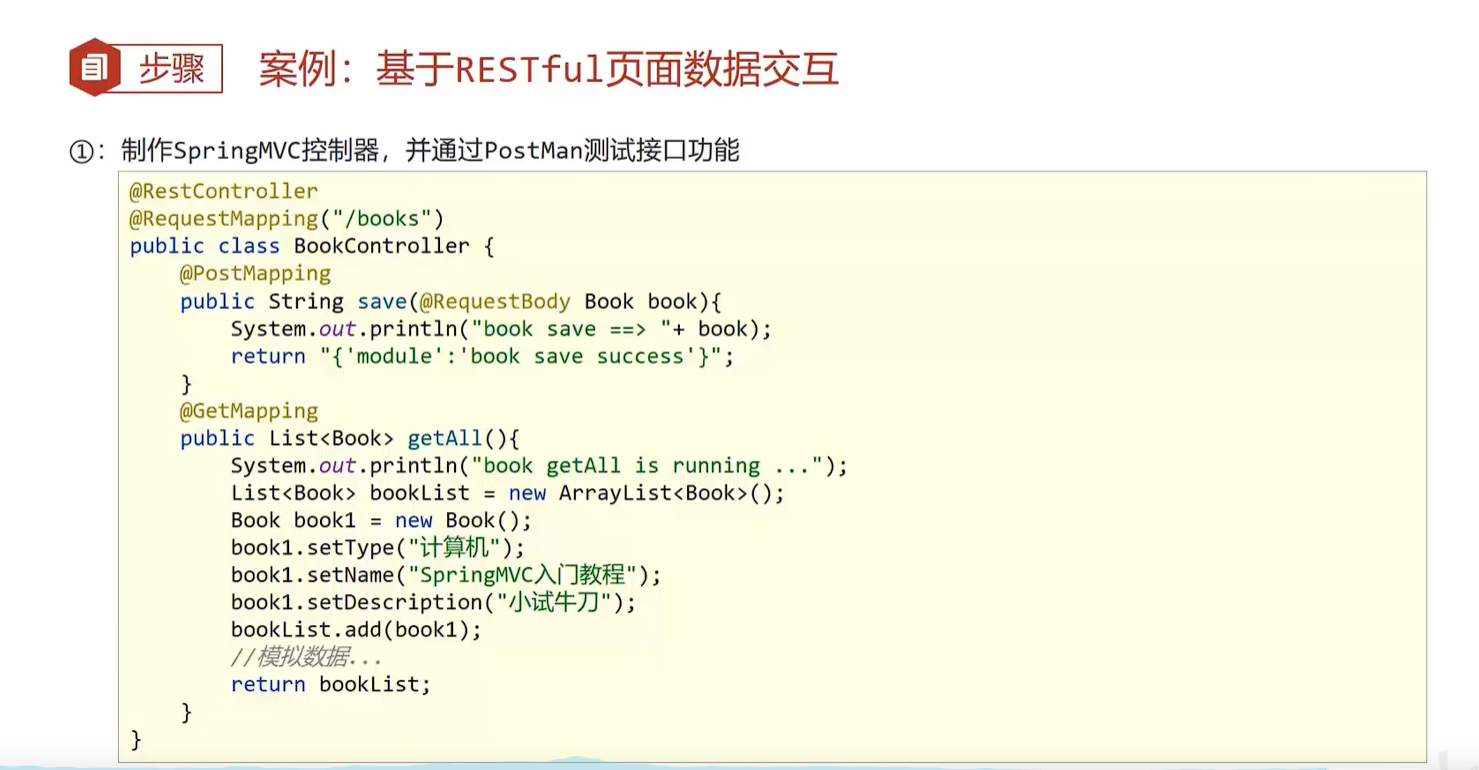 步骤 案例：基于RESTful页面数据交互
①：制作SpringMVC控制器，并通过PostMan测试接口功能
@RestController
@RequestMapping("/books")
public class BookController {
    @PostMapping
    public String save(@RequestBody Book book){
        System.out.println("book save ==> "+ book);
        return "{'module':'book save success'}";
    }
    @GetMapping
    public List<Book> getAll(){
        System.out.println("book getAll is running ...");
        List<Book> bookList = new ArrayList<Book>();
        Book book1 = new Book();
        book1.setType("计算机");
        book1.setName("SpringMVC入门教程");
        book1.setDescription("小试牛刀");
        bookList.add(book1);
        //模拟数据...
        return bookList;
    }
}